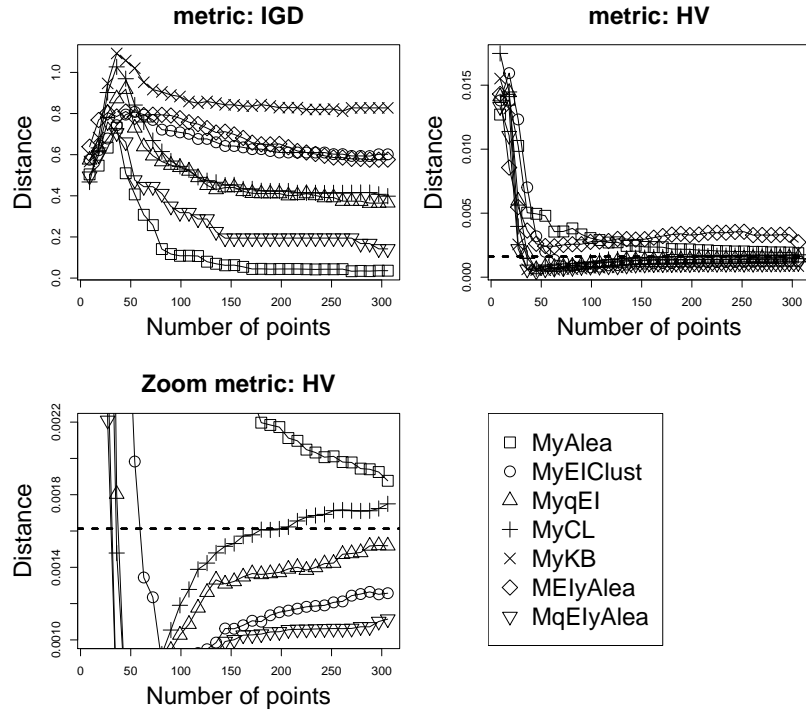 metric: IGD
Distance
0.0 0.2 0.4 0.6 0.8 1.0
0 50 100 150 200 250 300
Number of points
metric: HV
Distance
0.000 0.005 0.010 0.015
0 50 100 150 200 250 300
Number of points
Zoom metric: HV
Distance
0.0010 0.0014 0.0018 0.0022
0 50 100 150 200 250 300
Number of points
MyAlea
MyEIClust
MyqEI
MyCL
MyKB
MEIyAlea
MqEIyAlea